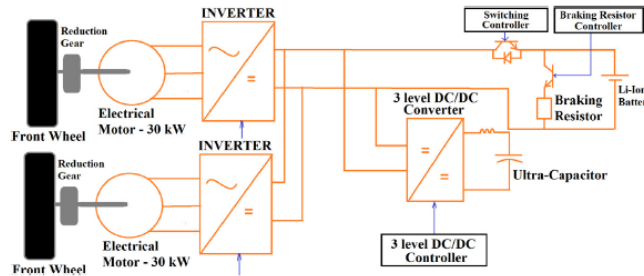 INVERTER
Switching
Controller
Braking Resistor
Controller
Reduction
Gear
Electrical
Motor - 30 kW
Front Wheel
3 level DC/DC
Converter
Braking
Resistor
Li-Ion
INVERTER
Reduction
Gear
Ultra-Capacitor
Electrical
Motor - 30 kW
Front Wheel
3 level DC/DC
Controller